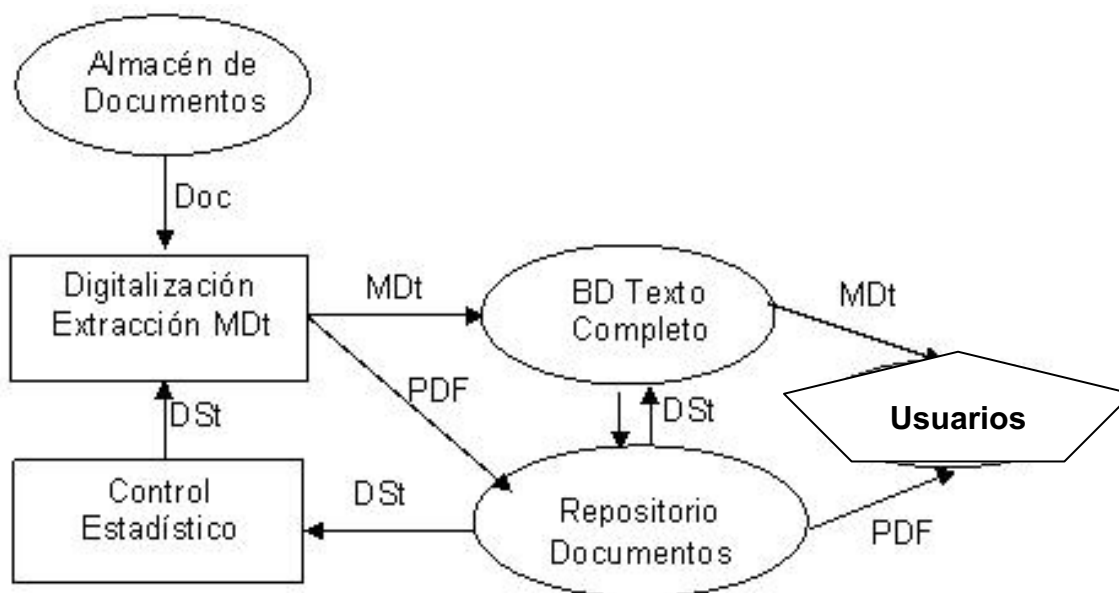 Almacén de
Documentos
Doc
Digitalización
Extracción MDt
MDt
BD Texto
Completo
MDt
PDF
DSt
DSt
Usuarios
Control
Estadístico
DSt
Repositorio
Documentos
PDF